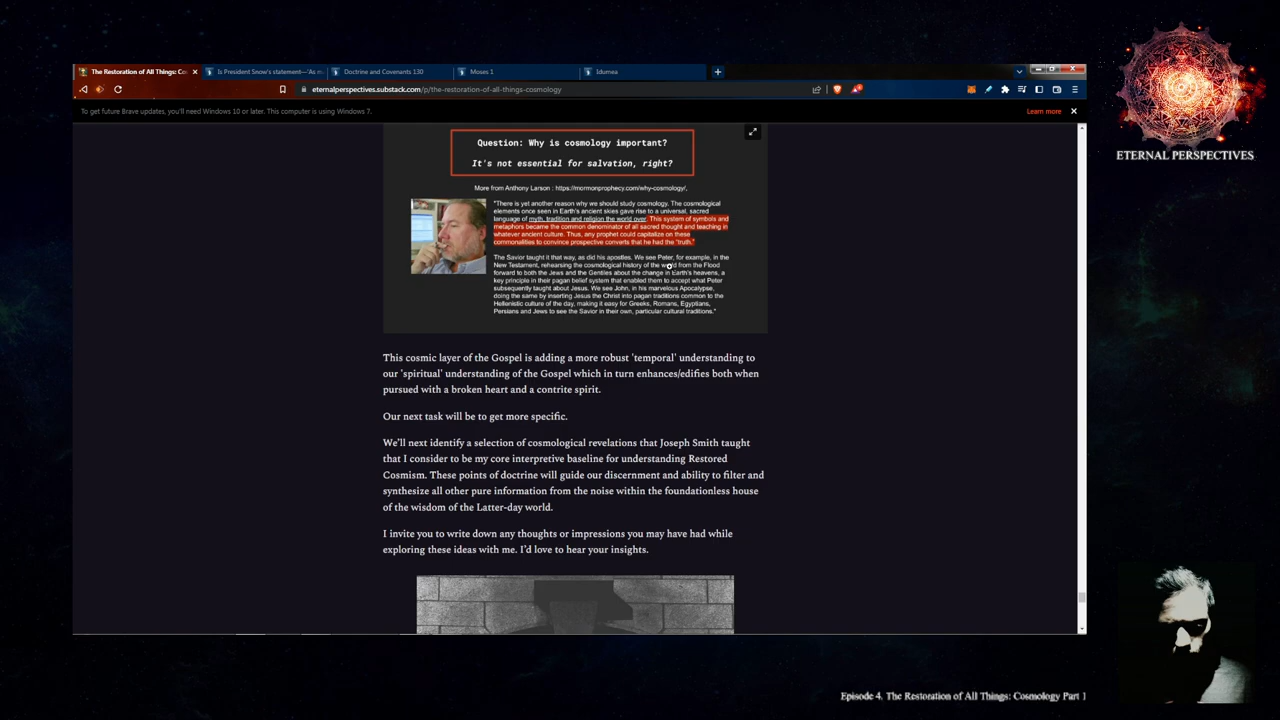 The Restoration of All Things: Co
Is President Snow's statement—'As m
Doctrine and Covenants 130
Moses 1
Idumea
eternalperspectives.substack.com/p/the-restoration-of-all-things-cosmology
To get future Brave updates, you'll need Windows 10 or later. This computer is using Windows 7.
Learn more
ETERNAL PERSPECTIVES
Question: Why is cosmology important?
It's not essential for salvation, right?
More from Anthony Larson : https://mormonprophecy.com/why-cosmology/,
"There is yet another reason why we should study cosmology. The cosmological
elements once seen in Earth's ancient skies gave rise to a universal, sacred
language of myth, tradition and religion the world over. This system of symbols and
metaphors became the common denominator of all sacred thought and teaching in
whatever ancient culture. Thus, any prophet could capitalize on these
commonalities to convince prospective converts that he had the "truth."
The Savior taught it that way, as did his apostles. We see Peter, for example, in the
New Testament, rehearsing the cosmological history of the world from the Flood
forward to both the Jews and the Gentiles about the change in Earth's heavens, a
key principle in their pagan belief system that enabled them to accept what Peter
subsequently taught about Jesus. We see John, in his marvelous Apocalypse,
doing the same by inserting Jesus the Christ into pagan traditions common to the
Hellenistic culture of the day, making it easy for Greeks, Romans, Egyptians,
Persians and Jews to see the Savior in their own, particular cultural traditions."
This cosmic layer of the Gospel is adding a more robust 'temporal' understanding to
our 'spiritual' understanding of the Gospel which in turn enhances/edifies both when
pursued with a broken heart and a contrite spirit.
Our next task will be to get more specific.
We'll next identify a selection of cosmological revelations that Joseph Smith taught
that I consider to be my core interpretive baseline for understanding Restored
Cosmism. These points of doctrine will guide our discernment and ability to filter and
synthesize all other pure information from the noise within the foundationless house
of the wisdom of the Latter-day world.
I invite you to write down any thoughts or impressions you may have had while
exploring these ideas with me. I'd love to hear your insights.
Episode 4. The Restoration of All Things: Cosmology Part 1